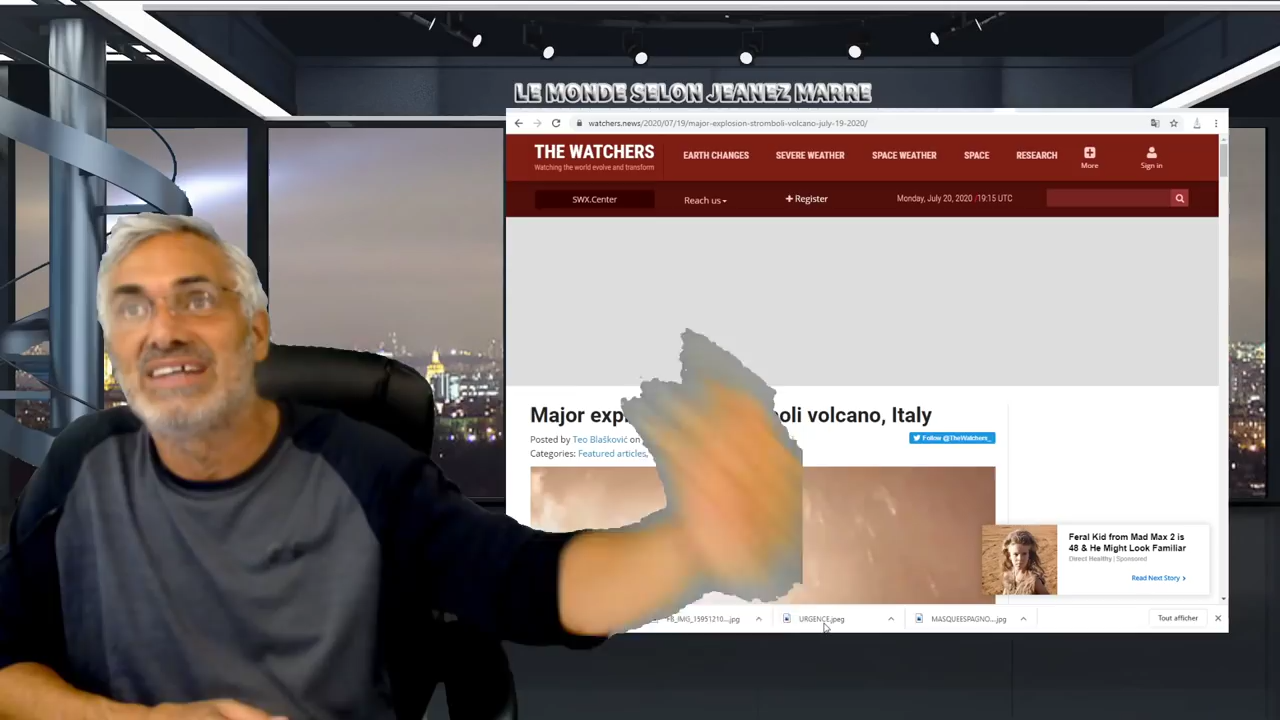 LE MONDE SELON JEANEZ MARRE
watchers.news/2020/07/19/major-explosion-stromboli-volcano-july-19-2020/
THE WATCHERS
Watching the world evolve and transform
EARTH CHANGES
SEVERE WEATHER
SPACE WEATHER
SPACE
RESEARCH
More
Sign in
SWX.Center
Reach us
Register
Monday, July 20, 2020 /19:15 UTC
Major exp oli volcano, Italy
Posted by Teo Blašković on
Follow @TheWatchers_
Categories: Featured articles,
Feral Kid from Mad Max 2 is
48 & He Might Look Familiar
Direct Healthy | Sponsored
Read Next Story >
FB_IMG_15951210....jpg
URGENCE.jpeg
MASQUEESPAGNO....jpg
Tout afficher